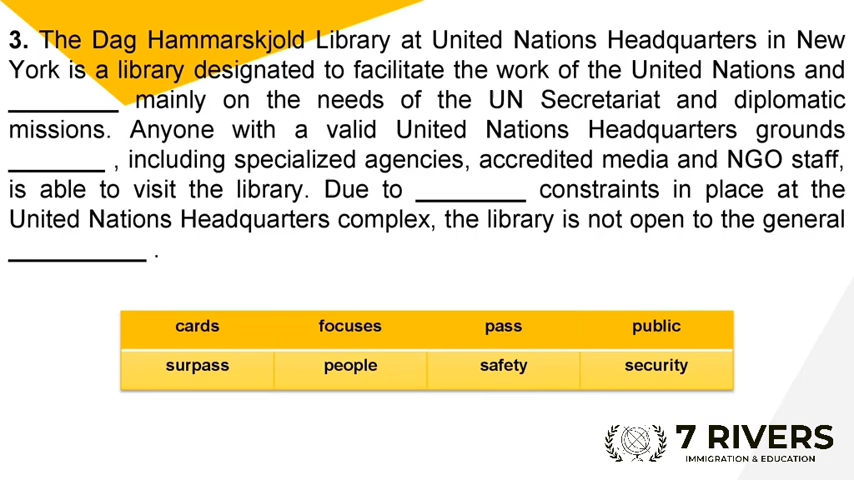 3. The Dag Hammarskjold Library at United Nations Headquarters in New
York is a library designated to facilitate the work of the United Nations and
________ mainly on the needs of the UN Secretariat and diplomatic
missions. Anyone with a valid United Nations Headquarters grounds
_______ , including specialized agencies, accredited media and NGO staff,
is able to visit the library. Due to ________ constraints in place at the
United Nations Headquarters complex, the library is not open to the general
__________ .
cards focuses pass public
surpass people safety security
7 RIVERS
IMMIGRATION & EDUCATION